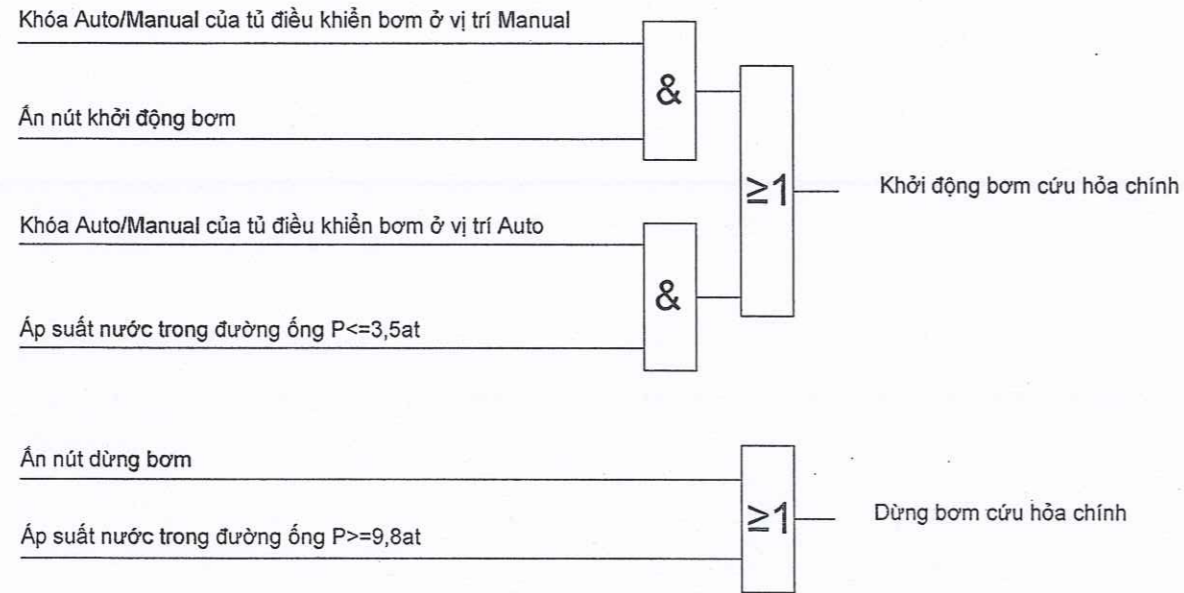 Khóa Auto/Manual của tủ điều khiển bơm ở vị trí Manual
&
Ấn nút khởi động bơm
≥1
Khởi động bơm cứu hỏa chính
Khóa Auto/Manual của tủ điều khiển bơm ở vị trí Auto
&
Áp suất nước trong đường ống P<=3,5at
Ấn nút dừng bơm
≥1
Dừng bơm cứu hỏa chính
Áp suất nước trong đường ống P>=9,8at